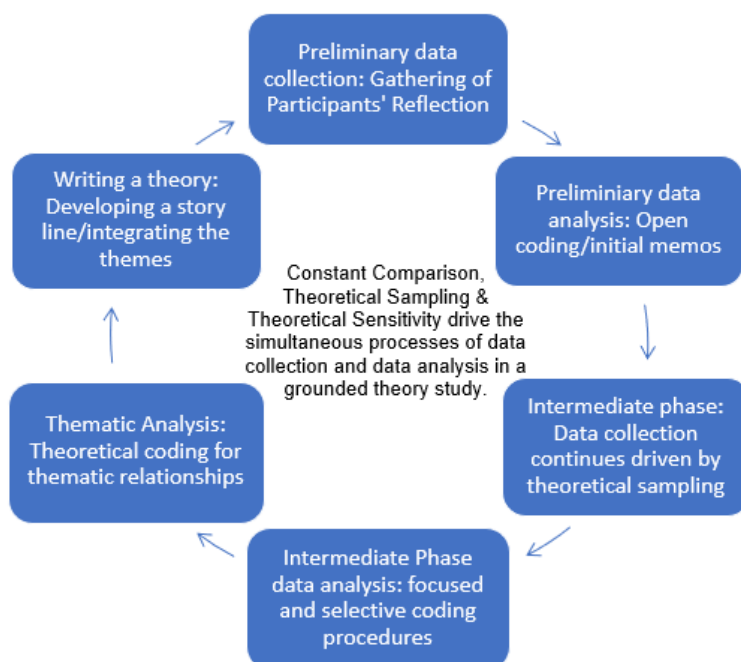 Preliminary data
collection: Gathering of
Participants' Reflection
Preliminiary data
analysis: Open
coding/initial memos
Intermediate phase:
Data collection
continues driven by
theoretical sampling
Intermediate Phase
data analysis: focused
and selective coding
procedures
Thematic Analysis:
Theoretical coding for
thematic relationships
Writing a theory:
Developing a story
line/integrating the
themes
Constant Comparison,
Theoretical Sampling &
Theoretical Sensitivity drive the
simultaneous processes of data
collection and data analysis in a
grounded theory study.